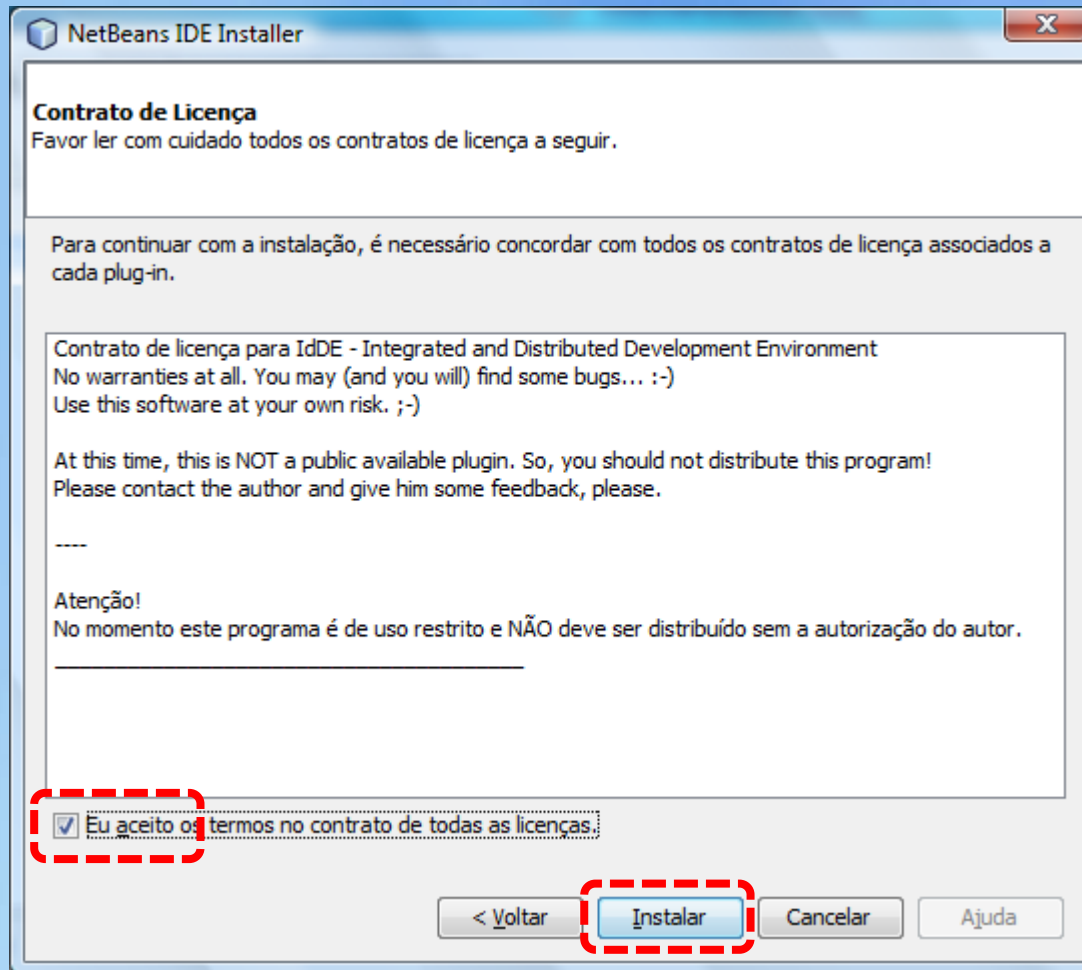 NetBeans IDE Installer
Contrato de Licença
Favor ler com cuidado todos os contratos de licença a seguir.
Para continuar com a instalação, é necessário concordar com todos os contratos de licença associados a
cada plug-in.
Contrato de licença para IdDE - Integrated and Distributed Development Environment
No warranties at all. You may (and you will) find some bugs... :-)
Use this software at your own risk. ;-)
At this time, this is NOT a public available plugin. So, you should not distribute this program!
Please contact the author and give him some feedback, please.
----
Atenção!
No momento este programa é de uso restrito e NÃO deve ser distribuído sem a autorização do autor.
Eu aceito os termos no contrato de todas as licenças.
< Voltar Instalar Cancelar Ajuda